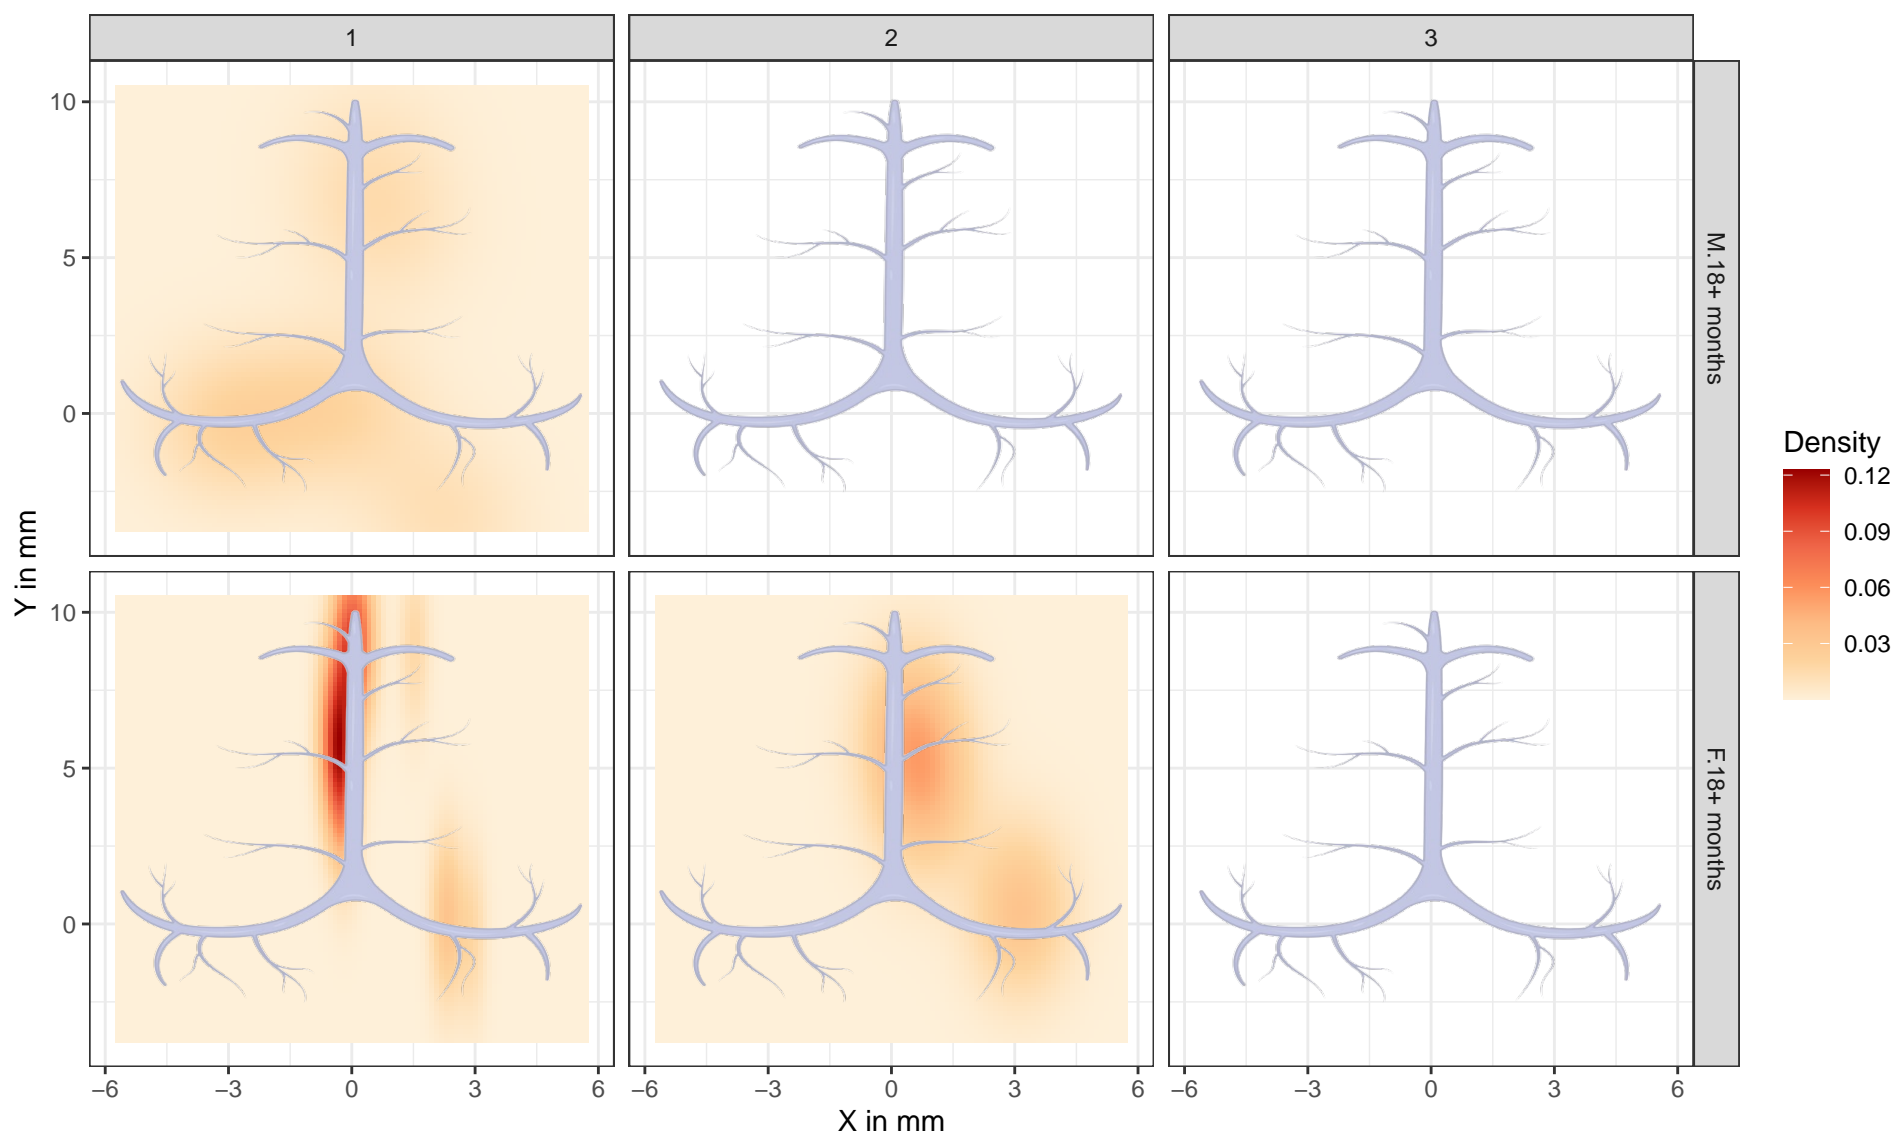 1 2 3
10
5
0
M.18+ months
10
5
0
F.18+ months
Y in mm
−6 −3 0 3 6 −6 −3 0 3 6 −6 −3 0 3 6
X in mm
Density
0.12
0.09
0.06
0.03